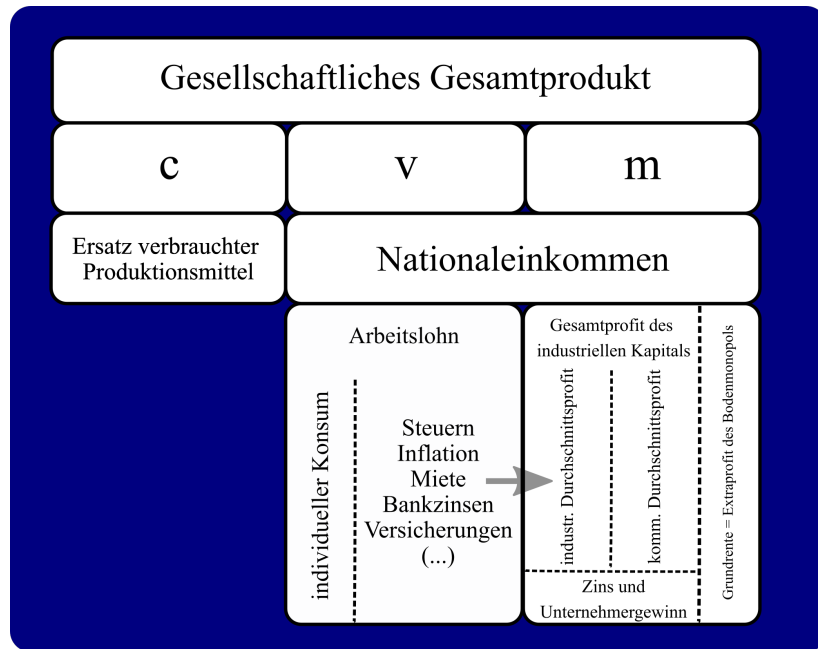 Gesellschaftliches Gesamtprodukt
c
v
m
Ersatz verbrauchter
Produktionsmittel
Nationaleinkommen
Arbeitslohn
individueller Konsum
Steuern
Inflation
Miete
Bankzinsen
Versicherungen
(...)
Gesamtprofit des
industriellen Kapitals
industr. Durchschnittsprofit
komm. Durchschnittsprofit
Zins und
Unternehmergewinn
Grundrente = Extraprofit des Bodenmonopols